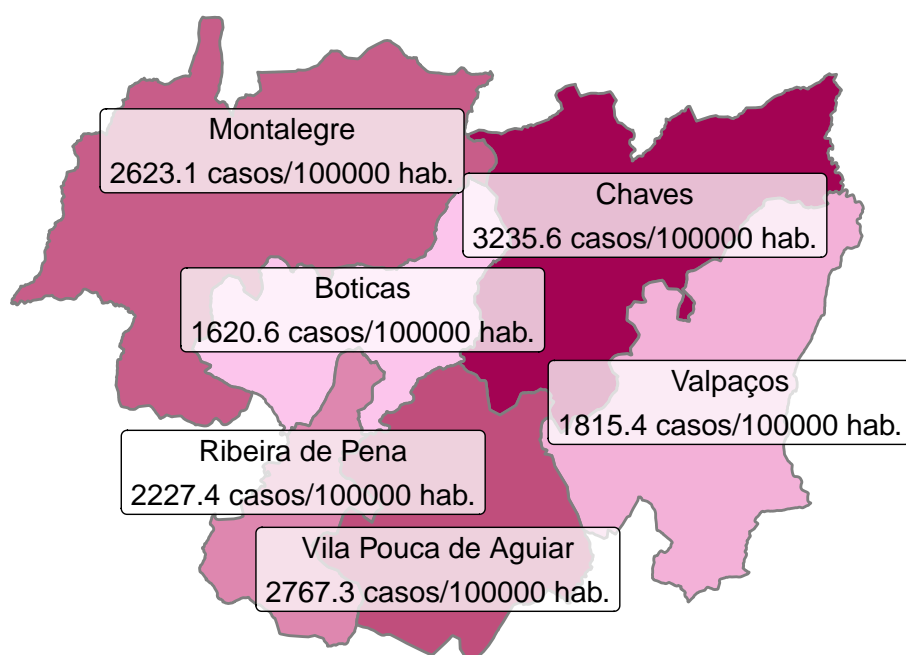 Montalegre
2623.1 casos/100000 hab.
Chaves
3235.6 casos/100000 hab.
Boticas
1620.6 casos/100000 hab.
Valpaços
1815.4 casos/100000 hab.
Ribeira de Pena
2227.4 casos/100000 hab.
Vila Pouca de Aguiar
2767.3 casos/100000 hab.